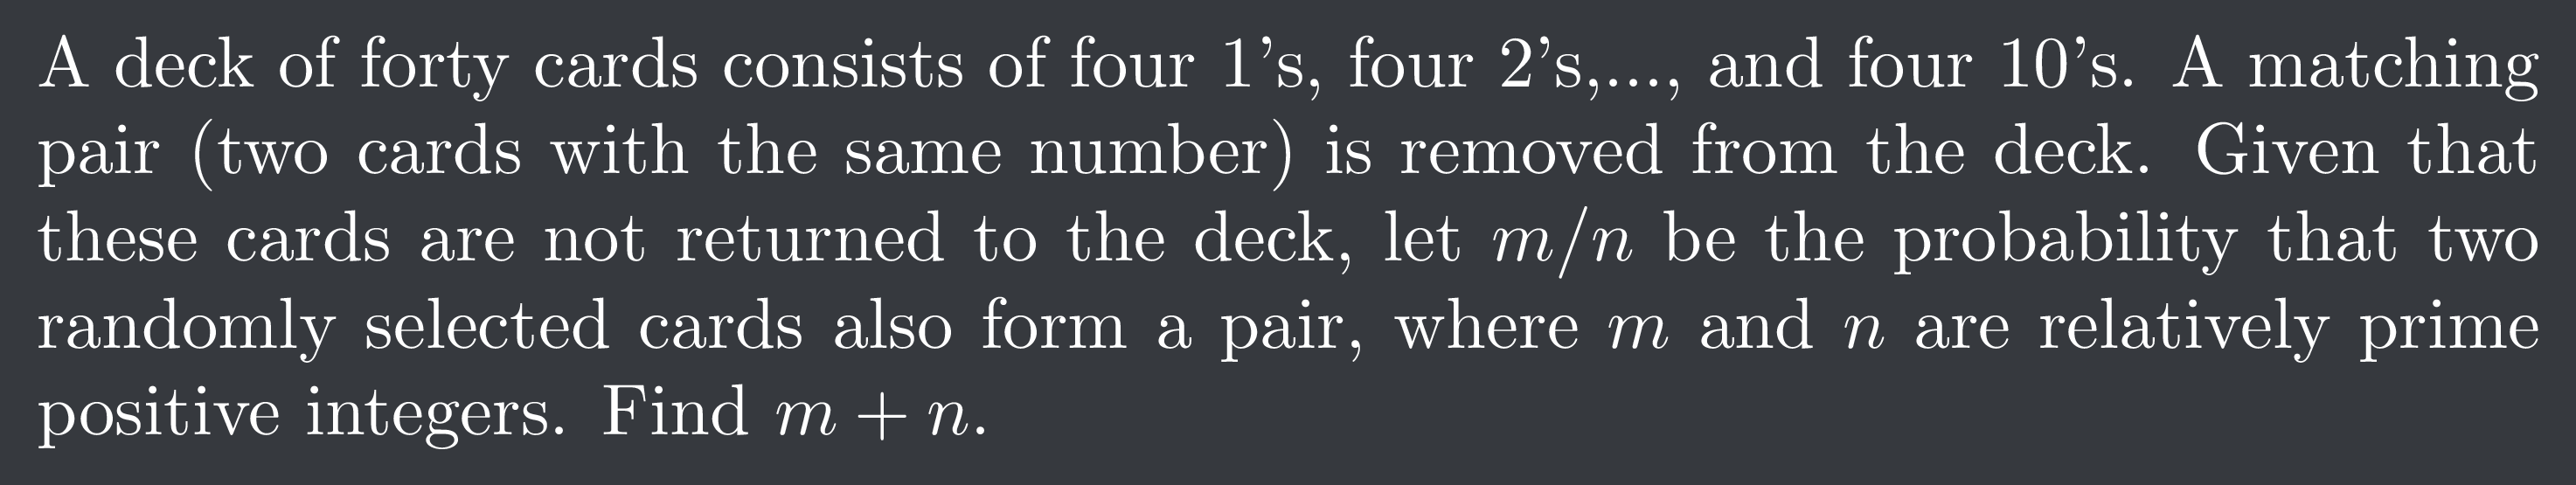 A deck of forty cards consists of four 1’s, four 2’s,..., and four 10’s. A matching
pair (two cards with the same number) is removed from the deck. Given that
these cards are not returned to the deck, let m/n be the probability that two
randomly selected cards also form a pair, where m and n are relatively prime
positive integers. Find m + n.